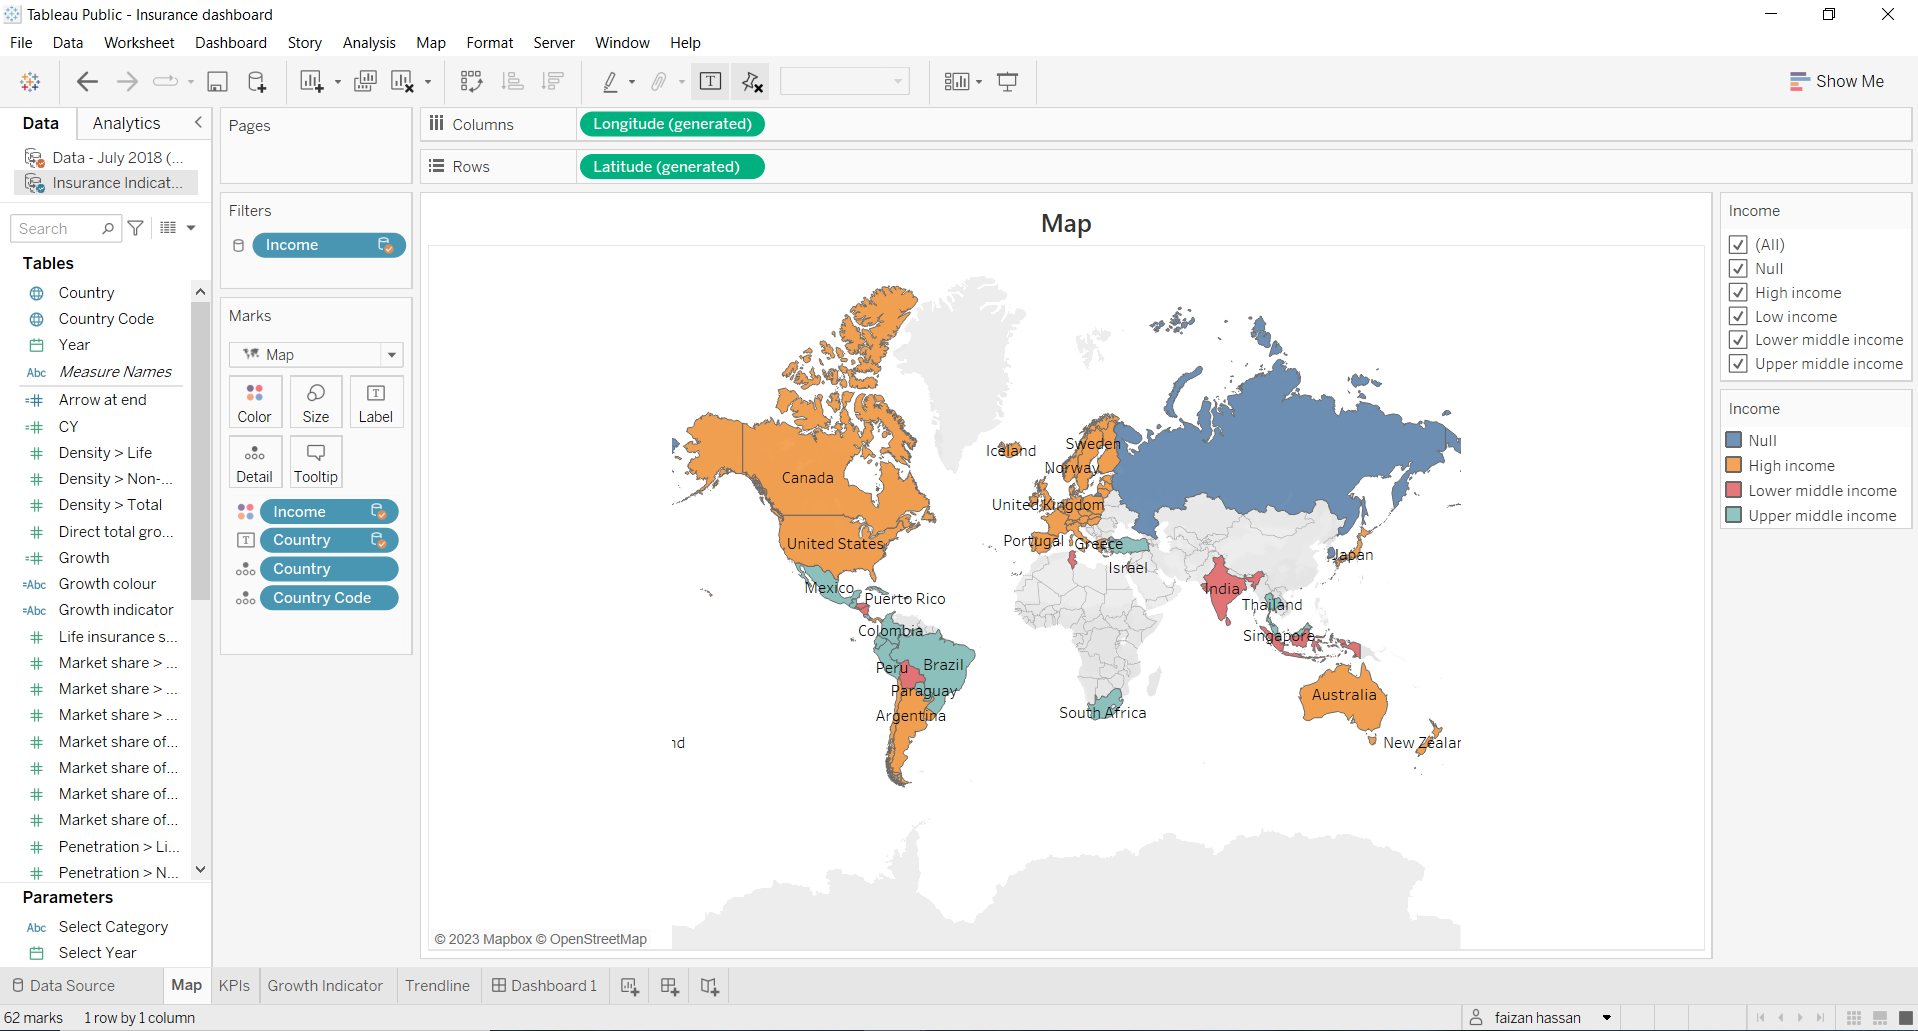 Tableau Public - Insurance dashboard
File Data Worksheet Dashboard Story Analysis Map Format Server Window Help
Show Me
Data Analytics
Data - July 2018 (...
Insurance Indicat...
Search
Tables
Country
Country Code
Year
Abc Measure Names
Arrow at end
CY
Density > Life
Density > Non-...
Density > Total
Direct total gro...
Growth
=Abc Growth colour
=Abc Growth indicator
Life insurance s...
Market share > ...
Market share > ...
Market share > ...
Market share of...
Market share of...
Market share of...
Market share of...
Penetration > Li...
Penetration > N...
Parameters
Abc Select Category
Select Year
Pages
Filters
Income
Marks
Map
Color Size Label
Detail Tooltip
Income
Country
Country
Country Code
Columns Longitude (generated)
Rows Latitude (generated)
Map
Iceland
Sweden
Norway
Canada
United Kingdom
United States
Portugal
Greece
Japan
Israel
Mexico
India
Puerto Rico
Thailand
Colombia
Singapore
Peru
Brazil
Paraguay
Australia
Argentina
South Africa
nd
New Zealar
© 2023 Mapbox © OpenStreetMap
Income
(All)
Null
High income
Low income
Lower middle income
Upper middle income
Income
Null
High income
Lower middle income
Upper middle income
Data Source Map KPIs Growth Indicator Trendline Dashboard 1
62 marks 1 row by 1 column faizan hassan